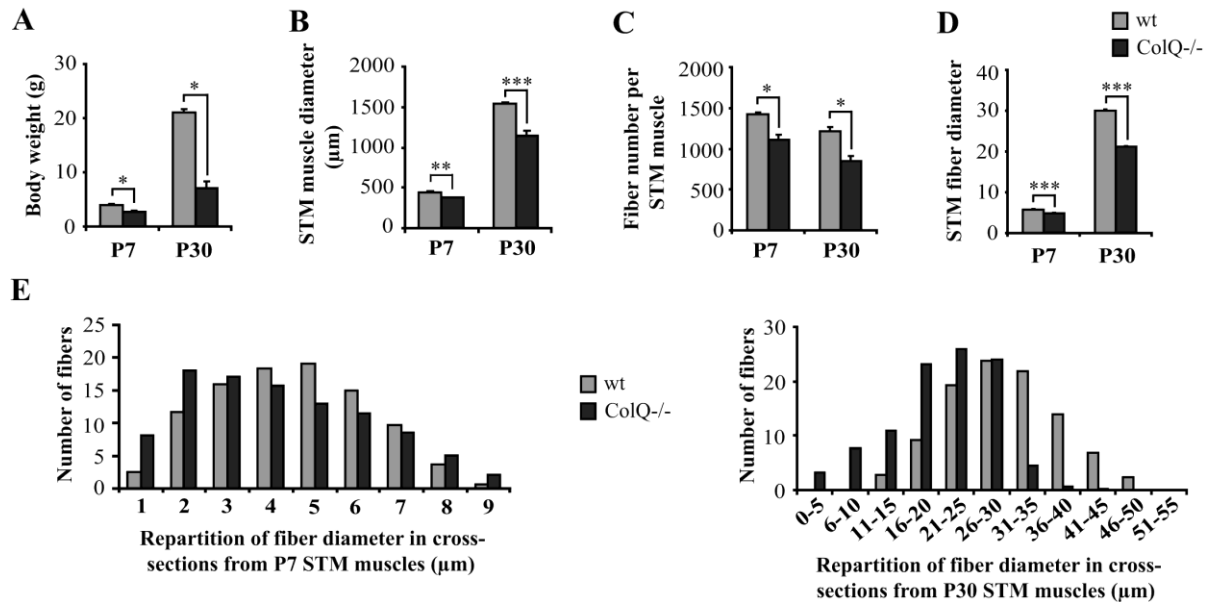 A
Body weight (g)
30
20
10
0
*
*
P7
P30
B
STM muscle diameter
(µm)
2000
1500
1000
500
0
**
***
P7
P30
C
Fiber number per
STM muscle
2000
1500
1000
500
0
*
*
P7
P30
D
wt
ColQ-/-
STM fiber diameter
40
30
20
10
0
***
***
P7
P30
E
Number of fibers
25
20
15
10
5
0
1 2 3 4 5 6 7 8 9
Repartition of fiber diameter in cross-
sections from P7 STM muscles (µm)
wt
ColQ-/-
Number of fibers
30
20
10
0
0-5 6-10 11-15 16-20 21-25 26-30 31-35 36-40 41-45 46-50 51-55
Repartition of fiber diameter in cross-
sections from P30 STM muscles (µm)